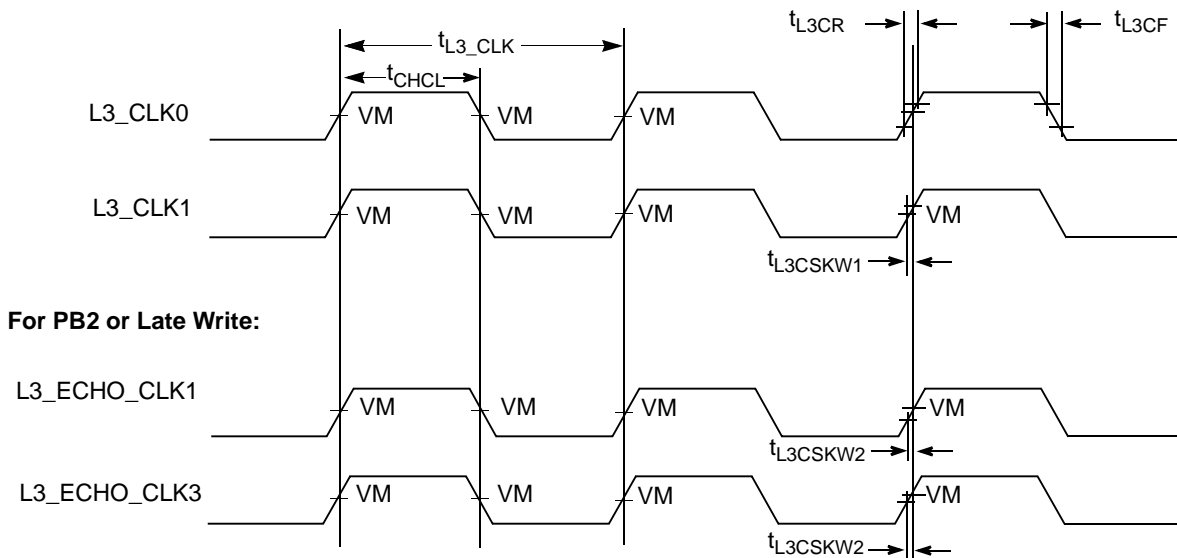 tL3CR
tL3CF
tL3_CLK
tCHCL
L3_CLK0
VM
VM
VM
L3_CLK1
VM
VM
VM
VM
tL3CSKW1
For PB2 or Late Write:
L3_ECHO_CLK1
VM
VM
VM
VM
tL3CSKW2
L3_ECHO_CLK3
VM
VM
VM
VM
tL3CSKW2